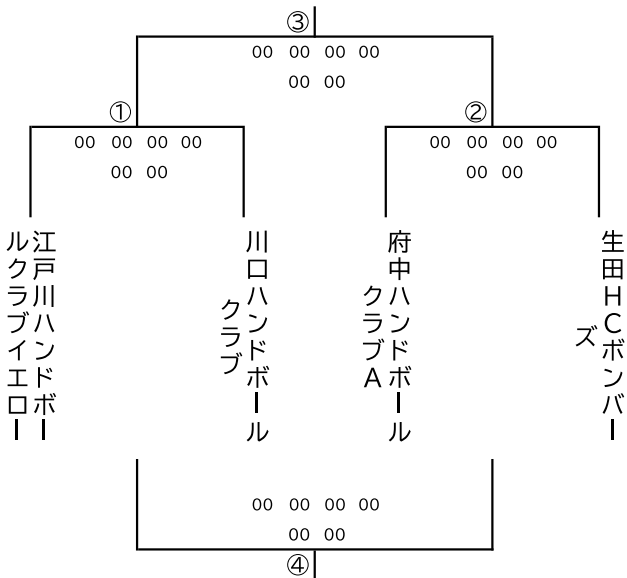 ③
00 00 00 00
00 00
①
00 00 00 00
00 00
②
00 00 00 00
00 00
江戸川ハンドボー
ルクラブイエロー
川口ハンドボール
クラブ
府中ハンドボール
クラブA
生田HCボンバー
ズ
00 00 00 00
00 00
④